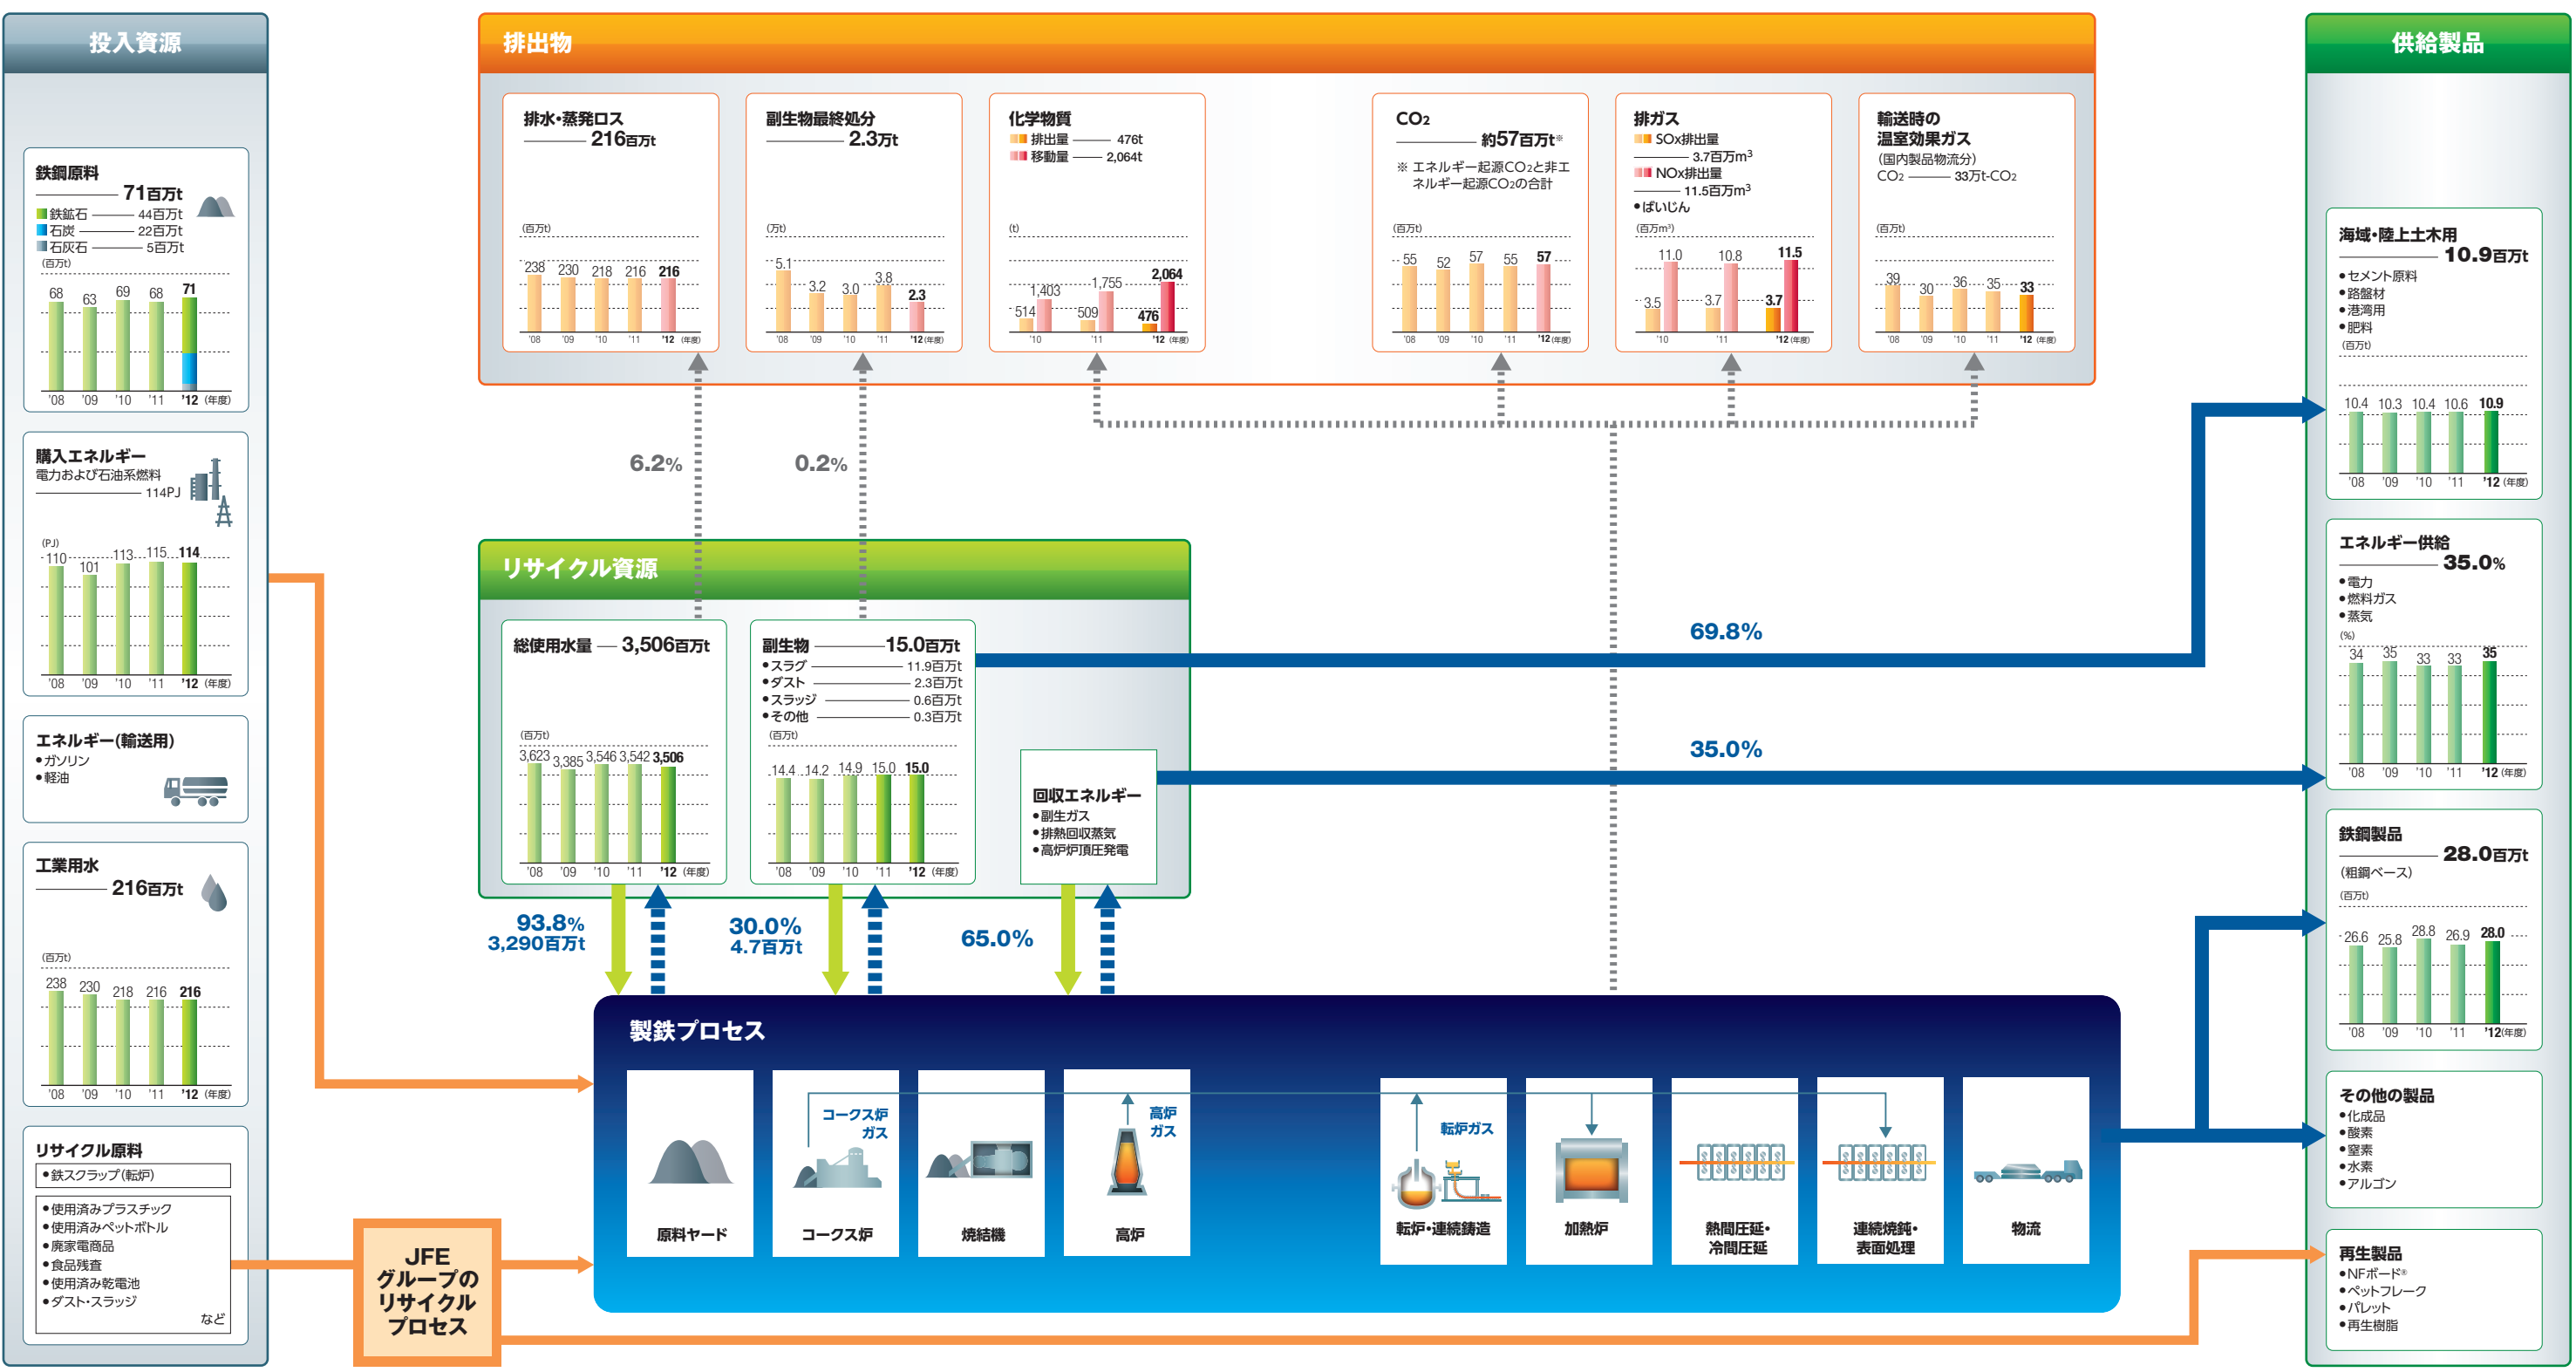 投入資源
鉄鋼原料
71百万t
鉄鉱石 44百万t
石炭 22百万t
石灰石 5百万t
(百万t)
68 63 69 68 71
'08 '09 '10 '11 '12 (年度)
購入エネルギー
電力および石油系燃料
114PJ
(PJ)
110 101 113 115 114
'08 '09 '10 '11 '12 (年度)
エネルギー(輸送用)
•ガソリン
•軽油
工業用水
216百万t
(百万t)
238 230 218 216 216
'08 '09 '10 '11 '12 (年度)
リサイクル原料
•鉄スクラップ(転炉)
•使用済みプラスチック
•使用済みペットボトル
•廃家電商品
•食品残査
•使用済み乾電池
•ダスト・スラッジ
など
JFE
グループの
リサイクル
プロセス
排出物
排水・蒸発ロス
216百万t
(百万t)
238 230 218 216 216
'08 '09 '10 '11 '12 (年度)
副生物最終処分
2.3万t
(万t)
5.1 3.2 3.0 3.8 2.3
'08 '09 '10 '11 '12 (年度)
化学物質
排出量 476t
移動量 2,064t
(t)
514 1,403 509 1,755 476 2,064
'10 '11 '12 (年度)
CO2
約57百万t※
※ エネルギー起源CO2と非エ
ネルギー起源CO2の合計
(百万t)
55 52 57 55 57
'08 '09 '10 '11 '12 (年度)
排ガス
SOx排出量
3.7百万m3
NOx排出量
11.5百万m3
•ばいじん
(百万m3)
3.5 11.0 3.7 10.8 3.7 11.5
'10 '11 '12 (年度)
輸送時の
温室効果ガス
(国内製品物流分)
CO2 33万t-CO2
(百万t)
39 30 36 35 33
'08 '09 '10 '11 '12 (年度)
6.2%
0.2%
リサイクル資源
総使用水量 3,506百万t
(百万t)
3,623 3,385 3,546 3,542 3,506
'08 '09 '10 '11 '12 (年度)
副生物 15.0百万t
•スラグ 11.9百万t
•ダスト 2.3百万t
•スラッジ 0.6百万t
•その他 0.3百万t
(百万t)
14.4 14.2 14.9 15.0 15.0
'08 '09 '10 '11 '12 (年度)
回収エネルギー
•副生ガス
•排熱回収蒸気
•高炉炉頂圧発電
69.8%
35.0%
93.8%
3,290百万t
30.0%
4.7百万t
65.0%
製鉄プロセス
コークス炉
ガス
高炉
ガス
転炉ガス
原料ヤード
コークス炉
焼結機
高炉
転炉・連続鋳造
加熱炉
熱間圧延・
冷間圧延
連続焼鈍・
表面処理
物流
供給製品
海域・陸上土木用
10.9百万t
•セメント原料
•路盤材
•港湾用
•肥料
(百万t)
10.4 10.3 10.4 10.6 10.9
'08 '09 '10 '11 '12 (年度)
エネルギー供給
35.0%
•電力
•燃料ガス
•蒸気
(%)
34 35 33 33 35
'08 '09 '10 '11 '12 (年度)
鉄鋼製品
28.0百万t
(粗鋼ベース)
(百万t)
26.6 25.8 28.8 26.9 28.0
'08 '09 '10 '11 '12(年度)
その他の製品
•化成品
•酸素
•窒素
•水素
•アルゴン
再生製品
•NFボード®
•ペットフレーク
•パレット
•再生樹脂